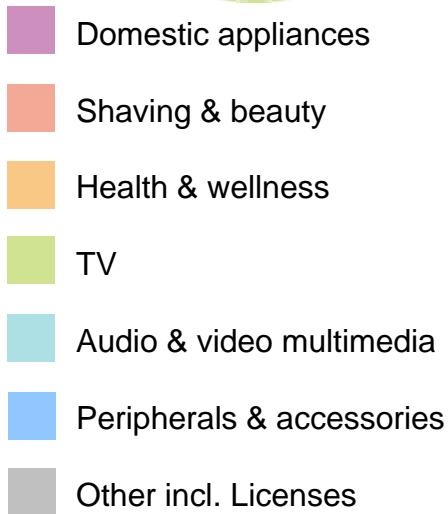 Domestic appliances
Shaving & beauty
Health & wellness
TV
Audio & video multimedia
Peripherals & accessories
Other incl. Licenses